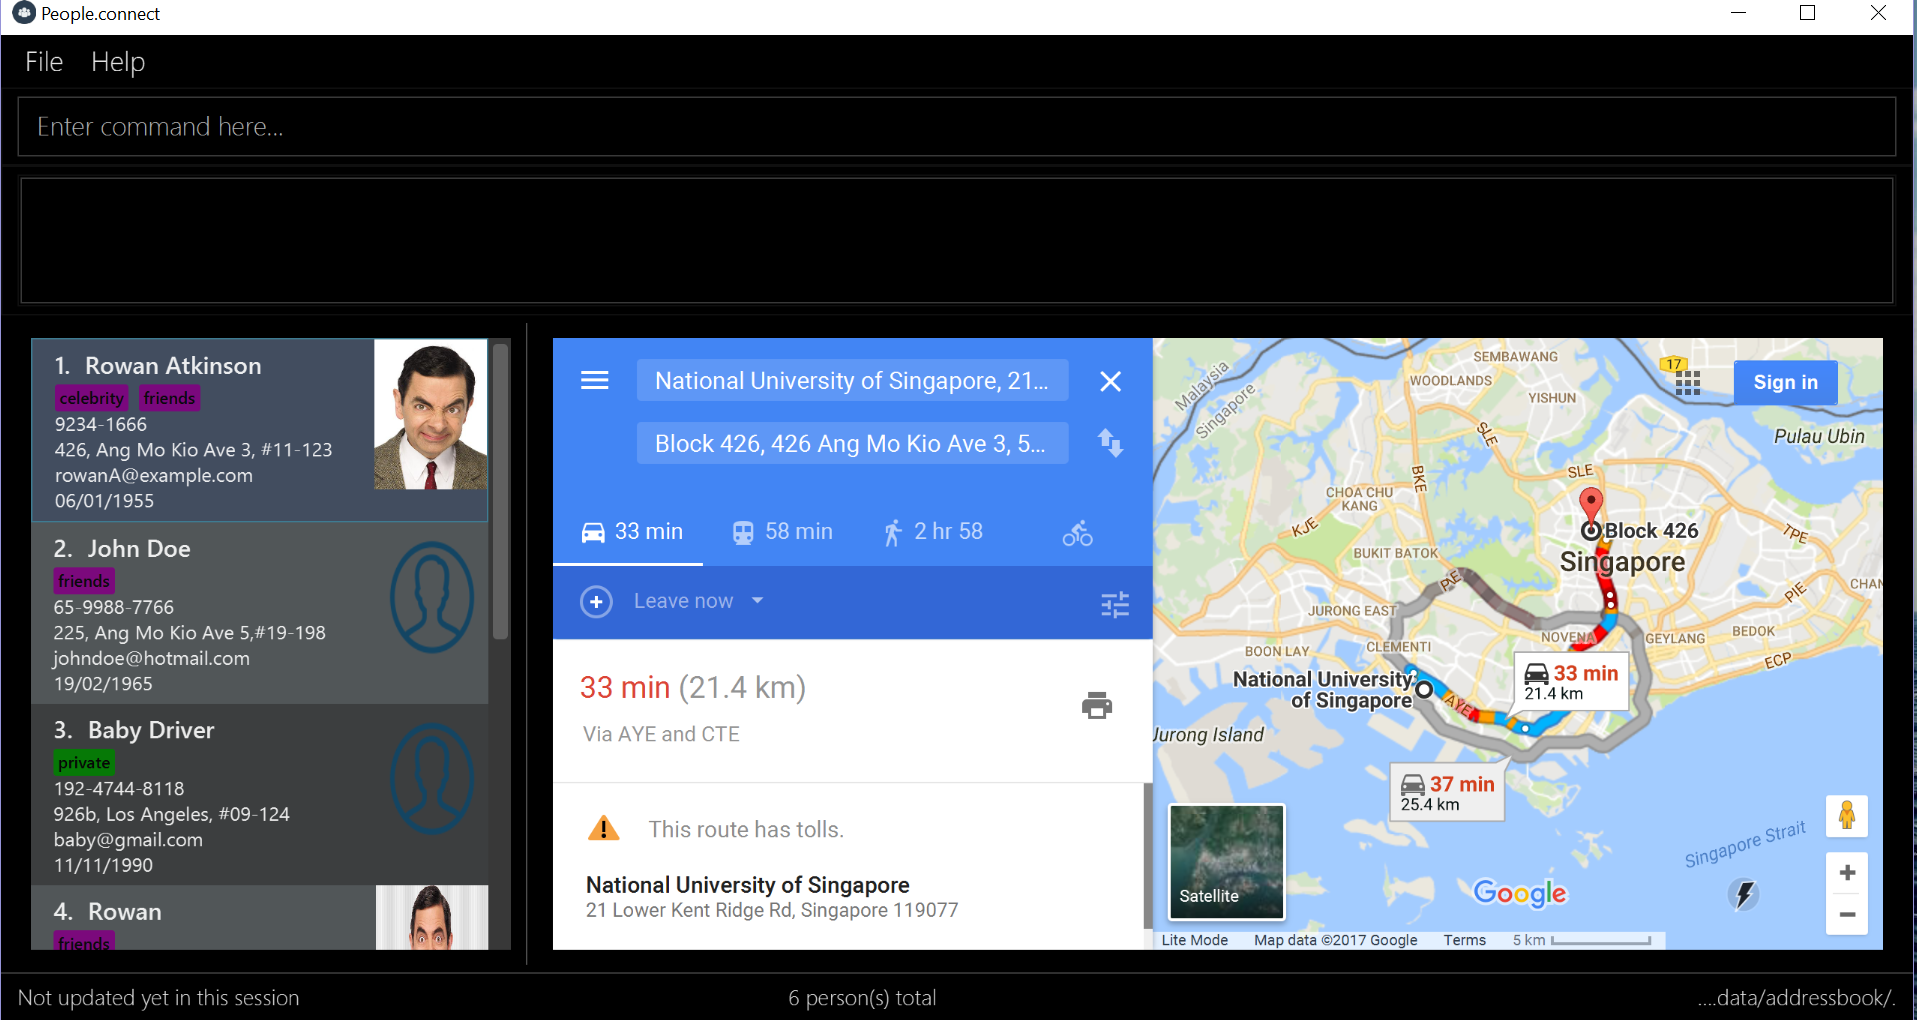 People.connect
File Help
Enter command here...
1. Rowan Atkinson
celebrity friends
9234-1666
426, Ang Mo Kio Ave 3, #11-123
rowanA@example.com
06/01/1955
2. John Doe
friends
65-9988-7766
225, Ang Mo Kio Ave 5,#19-198
johndoe@hotmail.com
19/02/1965
3. Baby Driver
private
192-4744-8118
926b, Los Angeles, #09-124
baby@gmail.com
11/11/1990
4. Rowan
friends
National University of Singapore, 21...
Block 426, 426 Ang Mo Kio Ave 3, 5...
33 min 58 min 2 hr 58
Leave now
33 min (21.4 km)
Via AYE and CTE
This route has tolls.
National University of Singapore
21 Lower Kent Ridge Rd, Singapore 119077
SEMBAWANG
17
Sign in
WOODLANDS
Malaysia
Singapore
YISHUN
Pulau Ubin
SLE
SLE
BKE
CHOA CHU
KANG
KJE
TPE
Block 426
Singapore
BUKIT BATOK
PIE
PIE
CHAN
JURONG EAST
NOVENA
GEYLANG
BEDOK
BOON LAY
CLEMENTI
ECP
National University
of Singapore
33 min
21.4 km
AYE
Jurong Island
37 min
25.4 km
Singapore Strait
Satellite
Google
Lite Mode Map data ©2017 Google Terms 5 km
Not updated yet in this session
6 person(s) total
....data/addressbook/.